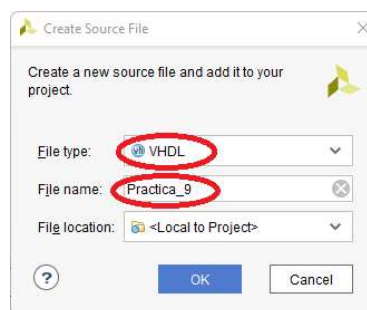 Create Source File
Create a new source file and add it to your
project.
File type: VHDL
File name: Practica_9
File location: <Local to Project>
? OK Cancel